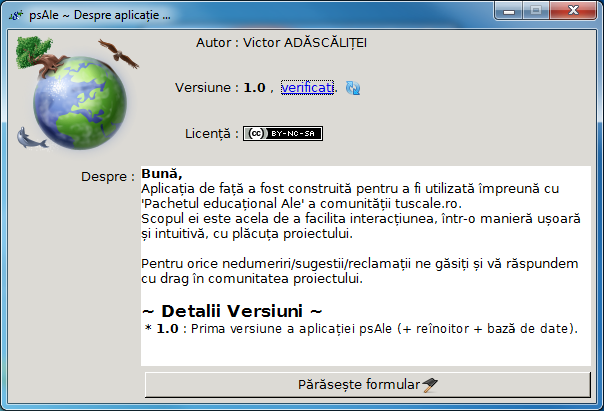 psAle ~ Despre aplicație ...
Autor : Victor ADĂSCĂLIȚEI
Versiune : 1.0 , verificați.
Licență : (cc) BY-NC-SA
Despre :
Bună,
Aplicația de față a fost construită pentru a fi utilizată împreună cu
'Pachetul educațional Ale' a comunității tuscale.ro.
Scopul ei este acela de a facilita interacțiunea, într-o manieră ușoară
și intuitivă, cu plăcuța proiectului.
Pentru orice nedumeriri/sugestii/reclamații ne găsiți și vă răspundem
cu drag în comunitatea proiectului.
~ Detalii Versiuni ~
* 1.0 : Prima versiune a aplicației psAle (+ reînoitor + bază de date).
Părăsește formular